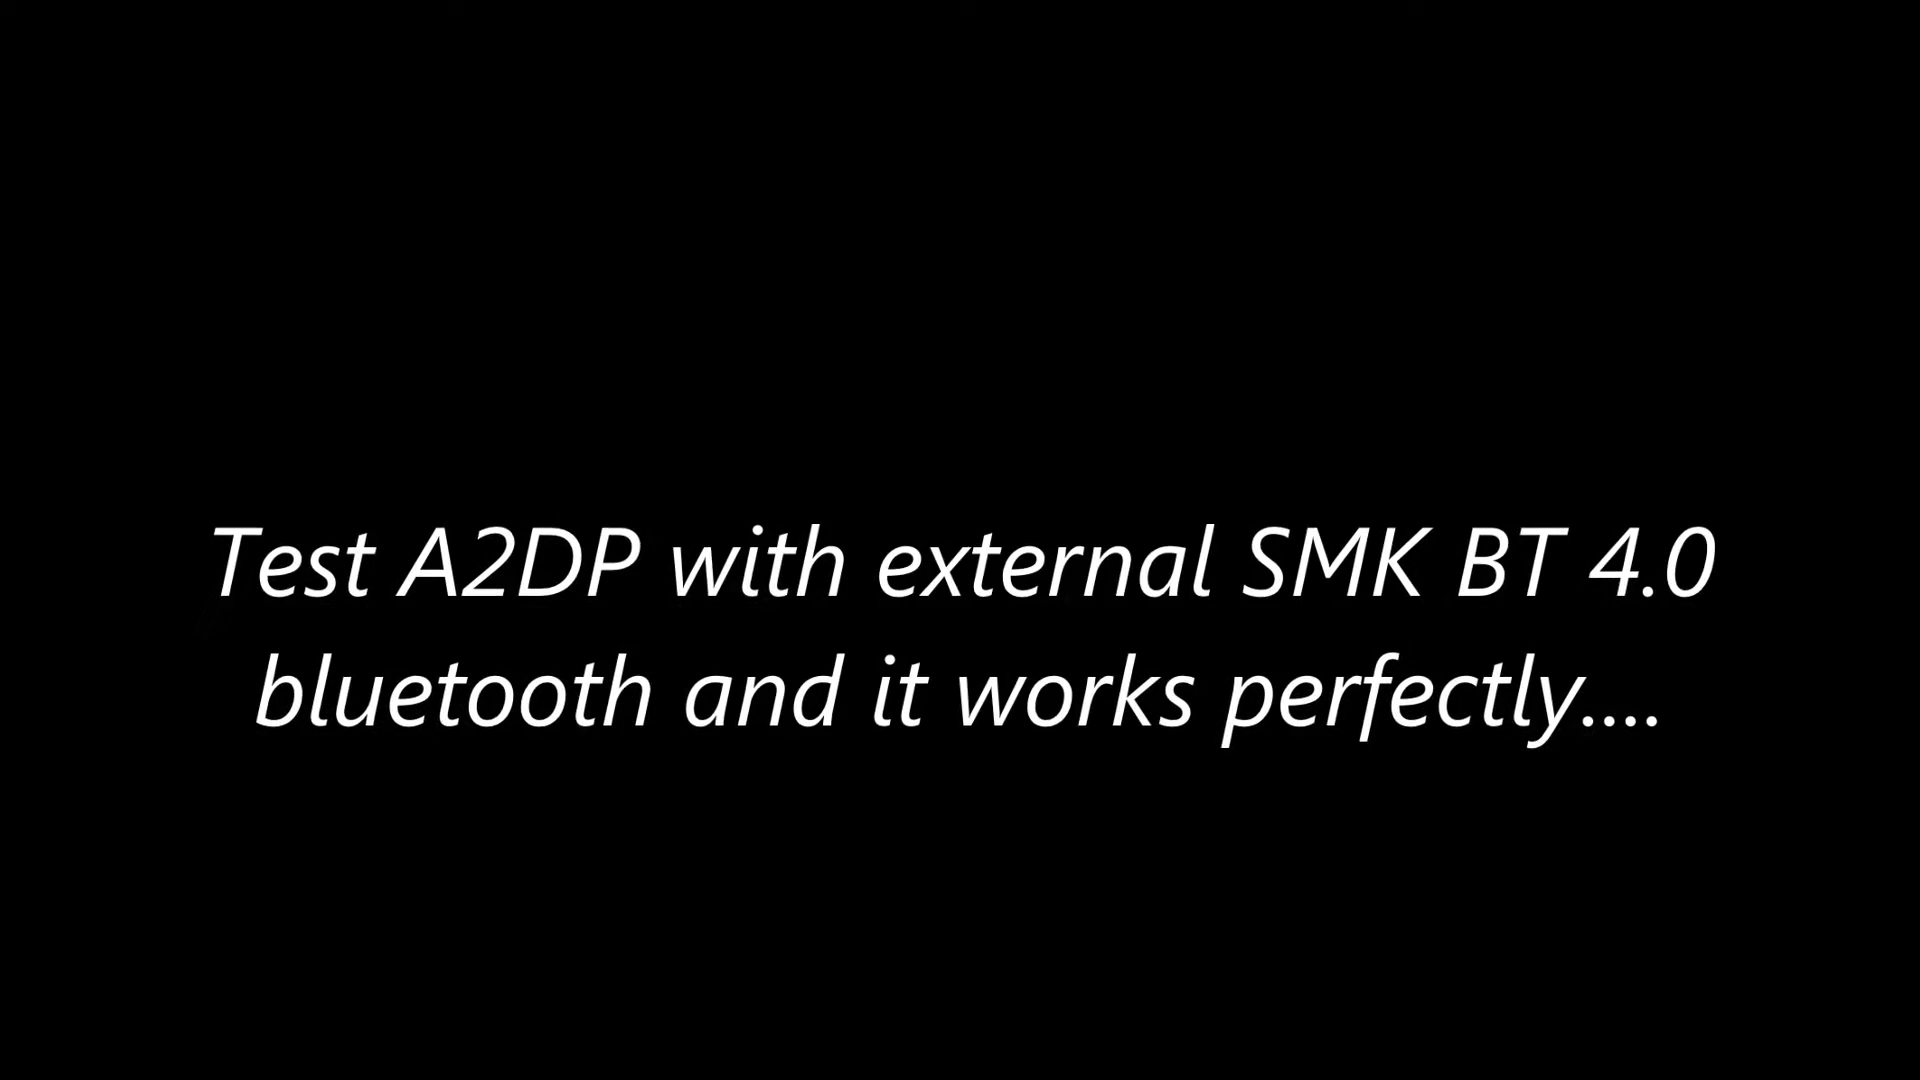 Test A2DP with external SMK BT 4.0
bluetooth and it works perfectly....